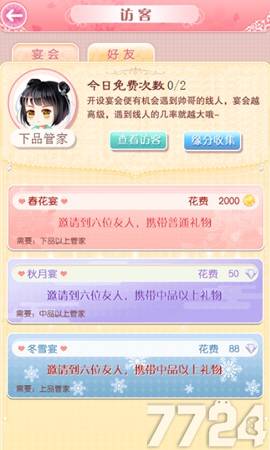 访客
宴会
好友
今日免费次数0/2
开设宴会便有机会遇到帅哥的线人，宴会越
高级，遇到线人的几率就越大哦~
下品管家
查看访客
缘分收集
春花宴
花费 2000
邀请到六位友人，携带普通礼物
需要：下品以上管家
秋月宴
花费 50
邀请到六位友人，携带中品以上礼物
需要：中品以上管家
冬雪宴
花费 88
邀请到六位友人，携带中品以上礼物
需要：上品管家
7724